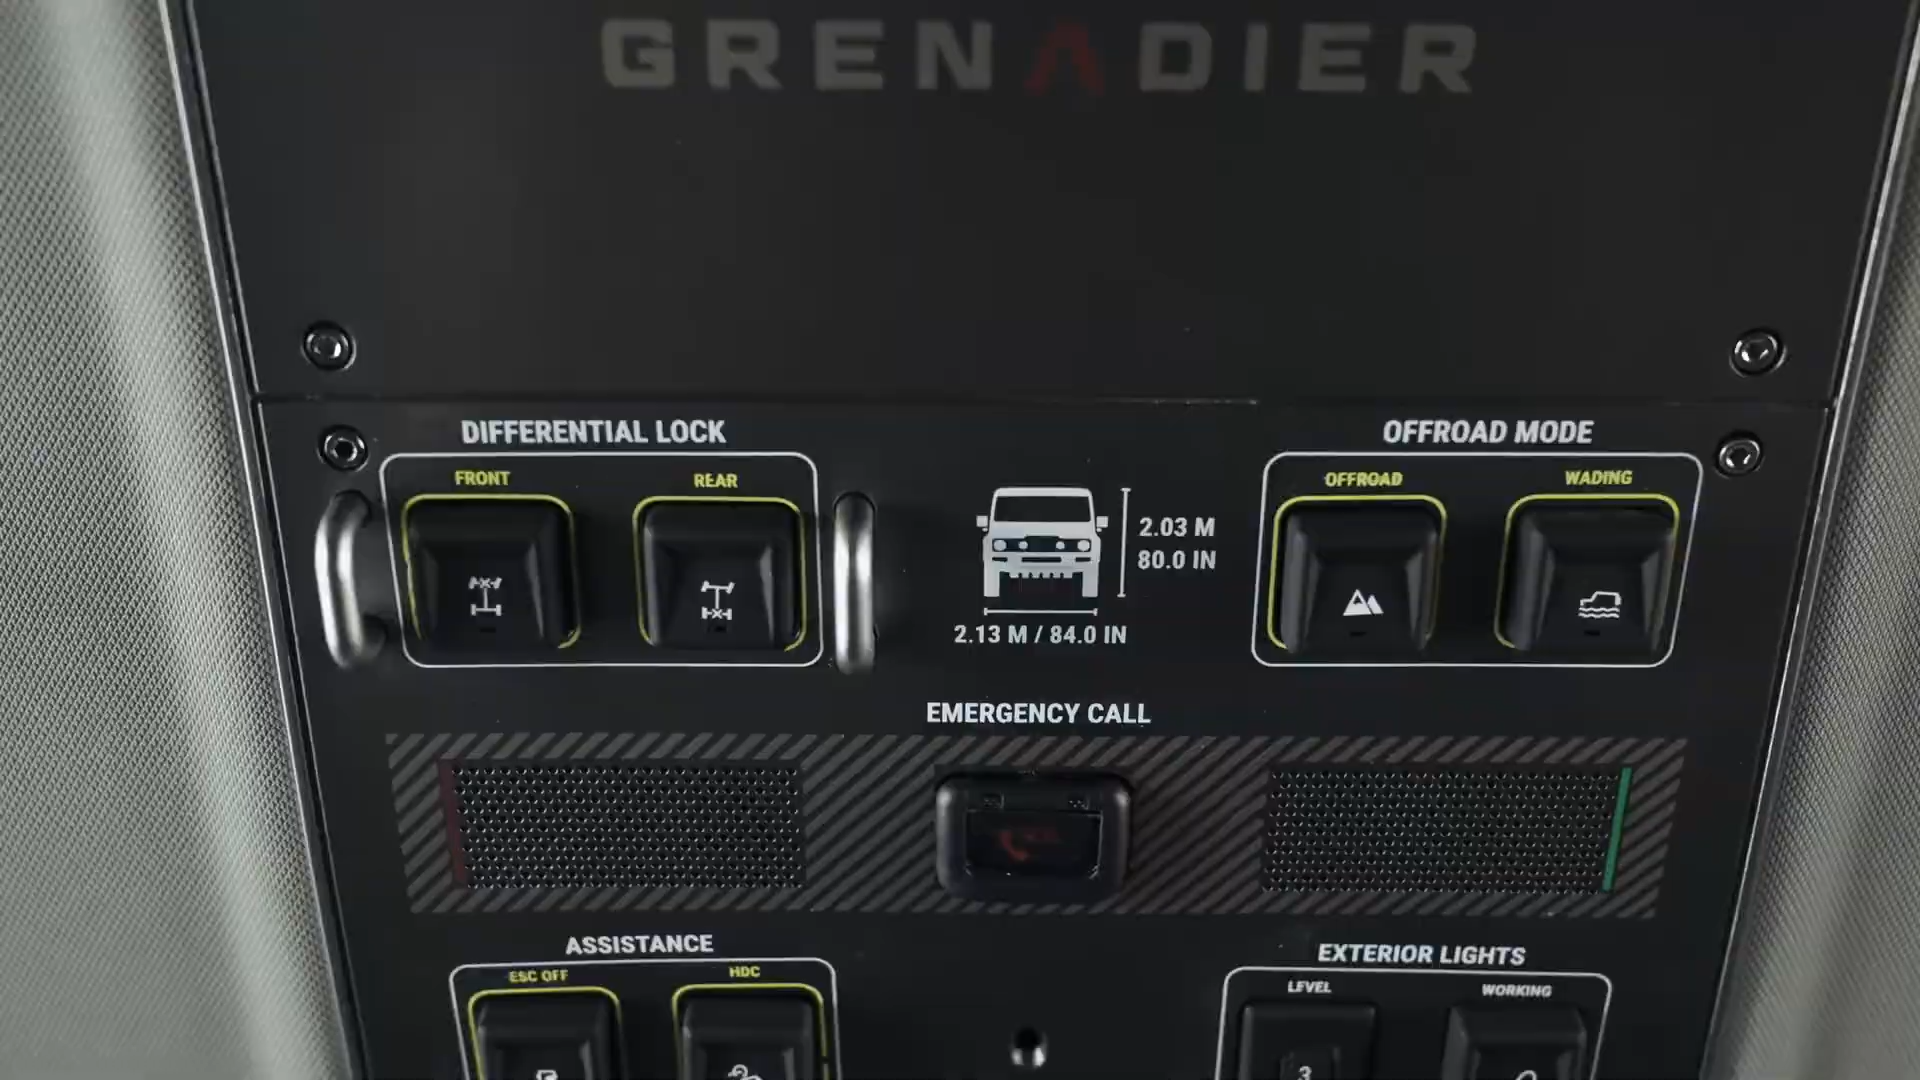 GRENADIER
DIFFERENTIAL LOCK
FRONT
REAR
2.03 M
80.0 IN
2.13 M / 84.0 IN
OFFROAD MODE
OFFROAD
WADING
EMERGENCY CALL
ASSISTANCE
ESC OFF
HDC
EXTERIOR LIGHTS
LEVEL
WORKING
3